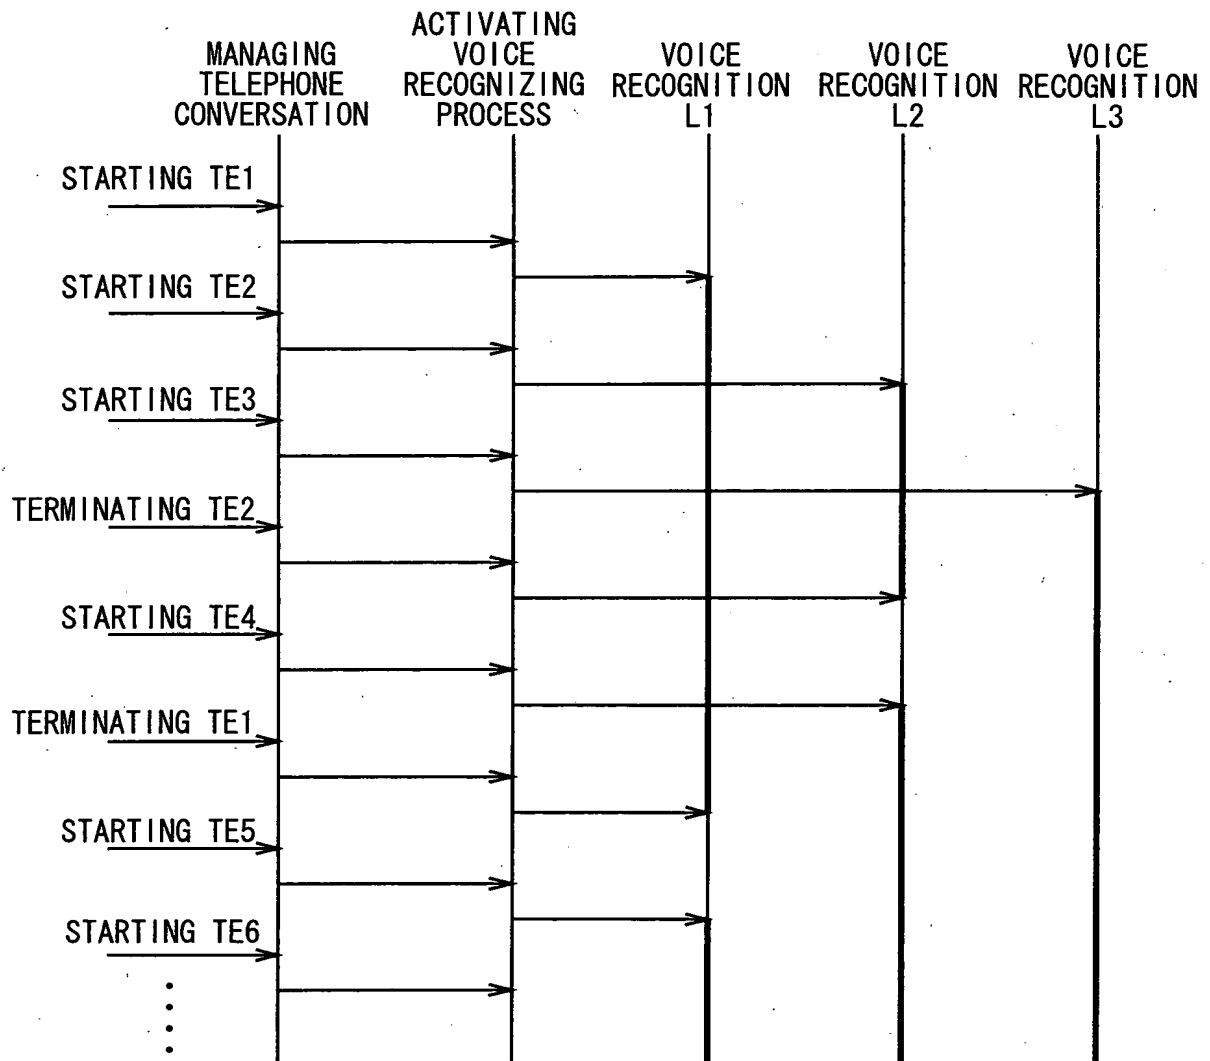 MANAGING
TELEPHONE
CONVERSATION
ACTIVATING
VOICE
RECOGNIZING
PROCESS
VOICE
RECOGNITION
L1
VOICE
RECOGNITION
L2
VOICE
RECOGNITION
L3
STARTING TE1
STARTING TE2
STARTING TE3
TERMINATING TE2
STARTING TE4
TERMINATING TE1
STARTING TE5
STARTING TE6